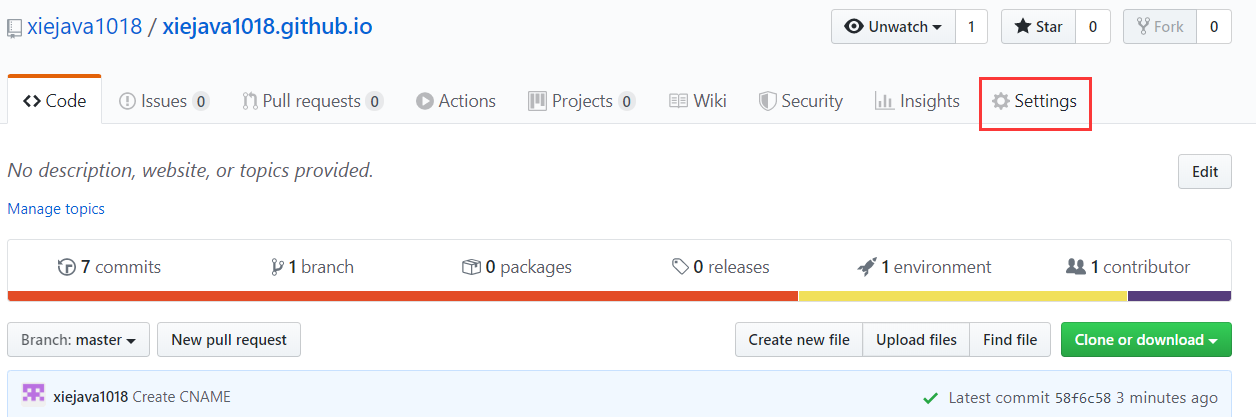 xiejava1018 / xiejava1018.github.io Unwatch 1 Star 0 Fork 0
Code Issues 0 Pull requests 0 Actions Projects 0 Wiki Security Insights Settings
No description, website, or topics provided. Edit
Manage topics
7 commits 1 branch 0 packages 0 releases 1 environment 1 contributor
Branch: master New pull request Create new file Upload files Find file Clone or download
xiejava1018 Create CNAME Latest commit 58f6c58 3 minutes ago